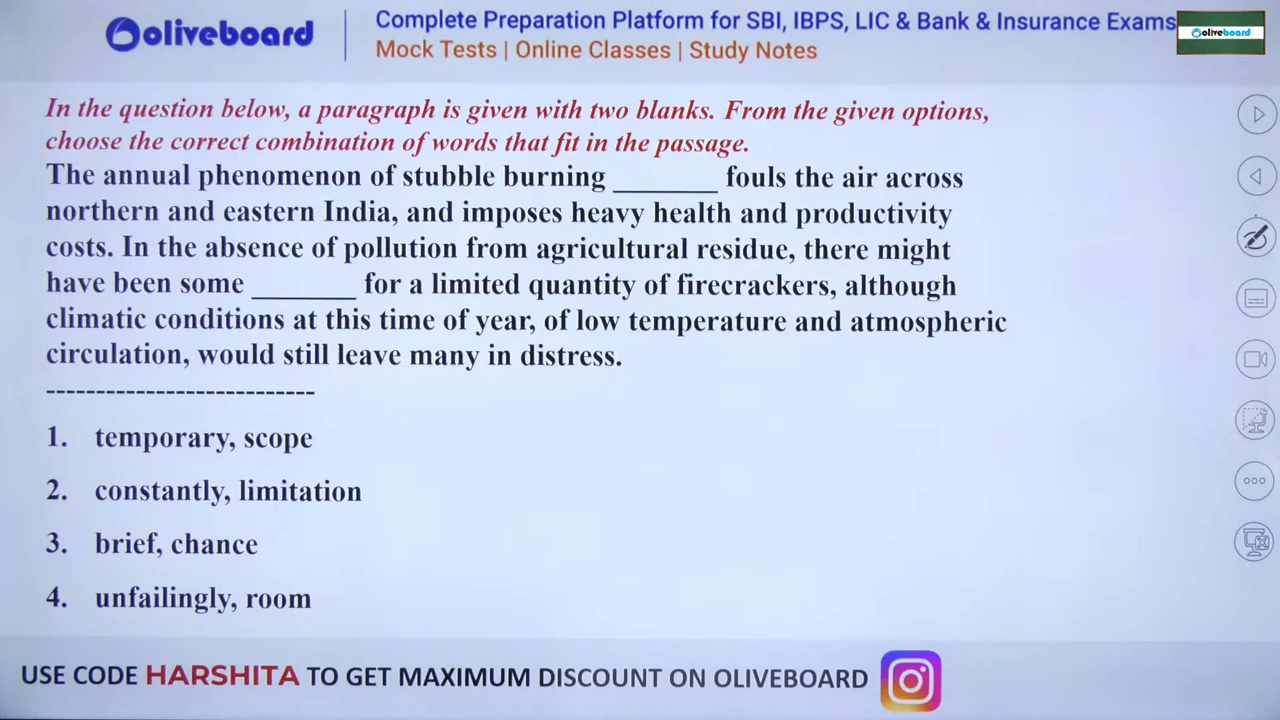 oliveboard
Complete Preparation Platform for SBI, IBPS, LIC & Bank & Insurance Exams
Mock Tests | Online Classes | Study Notes
oliveboard
In the question below, a paragraph is given with two blanks. From the given options,
choose the correct combination of words that fit in the passage.
The annual phenomenon of stubble burning _______ fouls the air across
northern and eastern India, and imposes heavy health and productivity
costs. In the absence of pollution from agricultural residue, there might
have been some _______ for a limited quantity of firecrackers, although
climatic conditions at this time of year, of low temperature and atmospheric
circulation, would still leave many in distress.
--------------------------
1. temporary, scope
2. constantly, limitation
3. brief, chance
4. unfailingly, room
USE CODE HARSHITA TO GET MAXIMUM DISCOUNT ON OLIVEBOARD